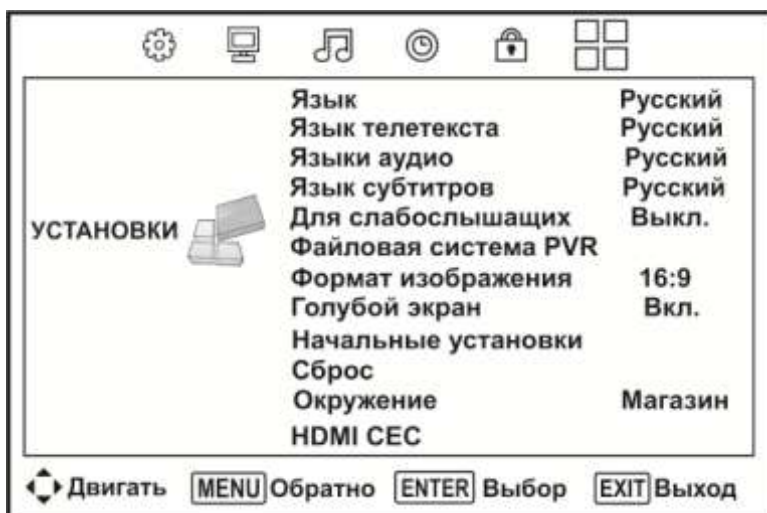 Язык Русский
Язык телетекста Русский
Языки аудио Русский
Язык субтитров Русский
УСТАНОВКИ
Для слабослышащих Выкл.
Файловая система PVR
Формат изображения 16:9
Голубой экран Вкл.
Начальные установки
Сброс
Окружение Магазин
HDMI CEC
Двигать MENU Обратно ENTER Выбор EXIT Выход